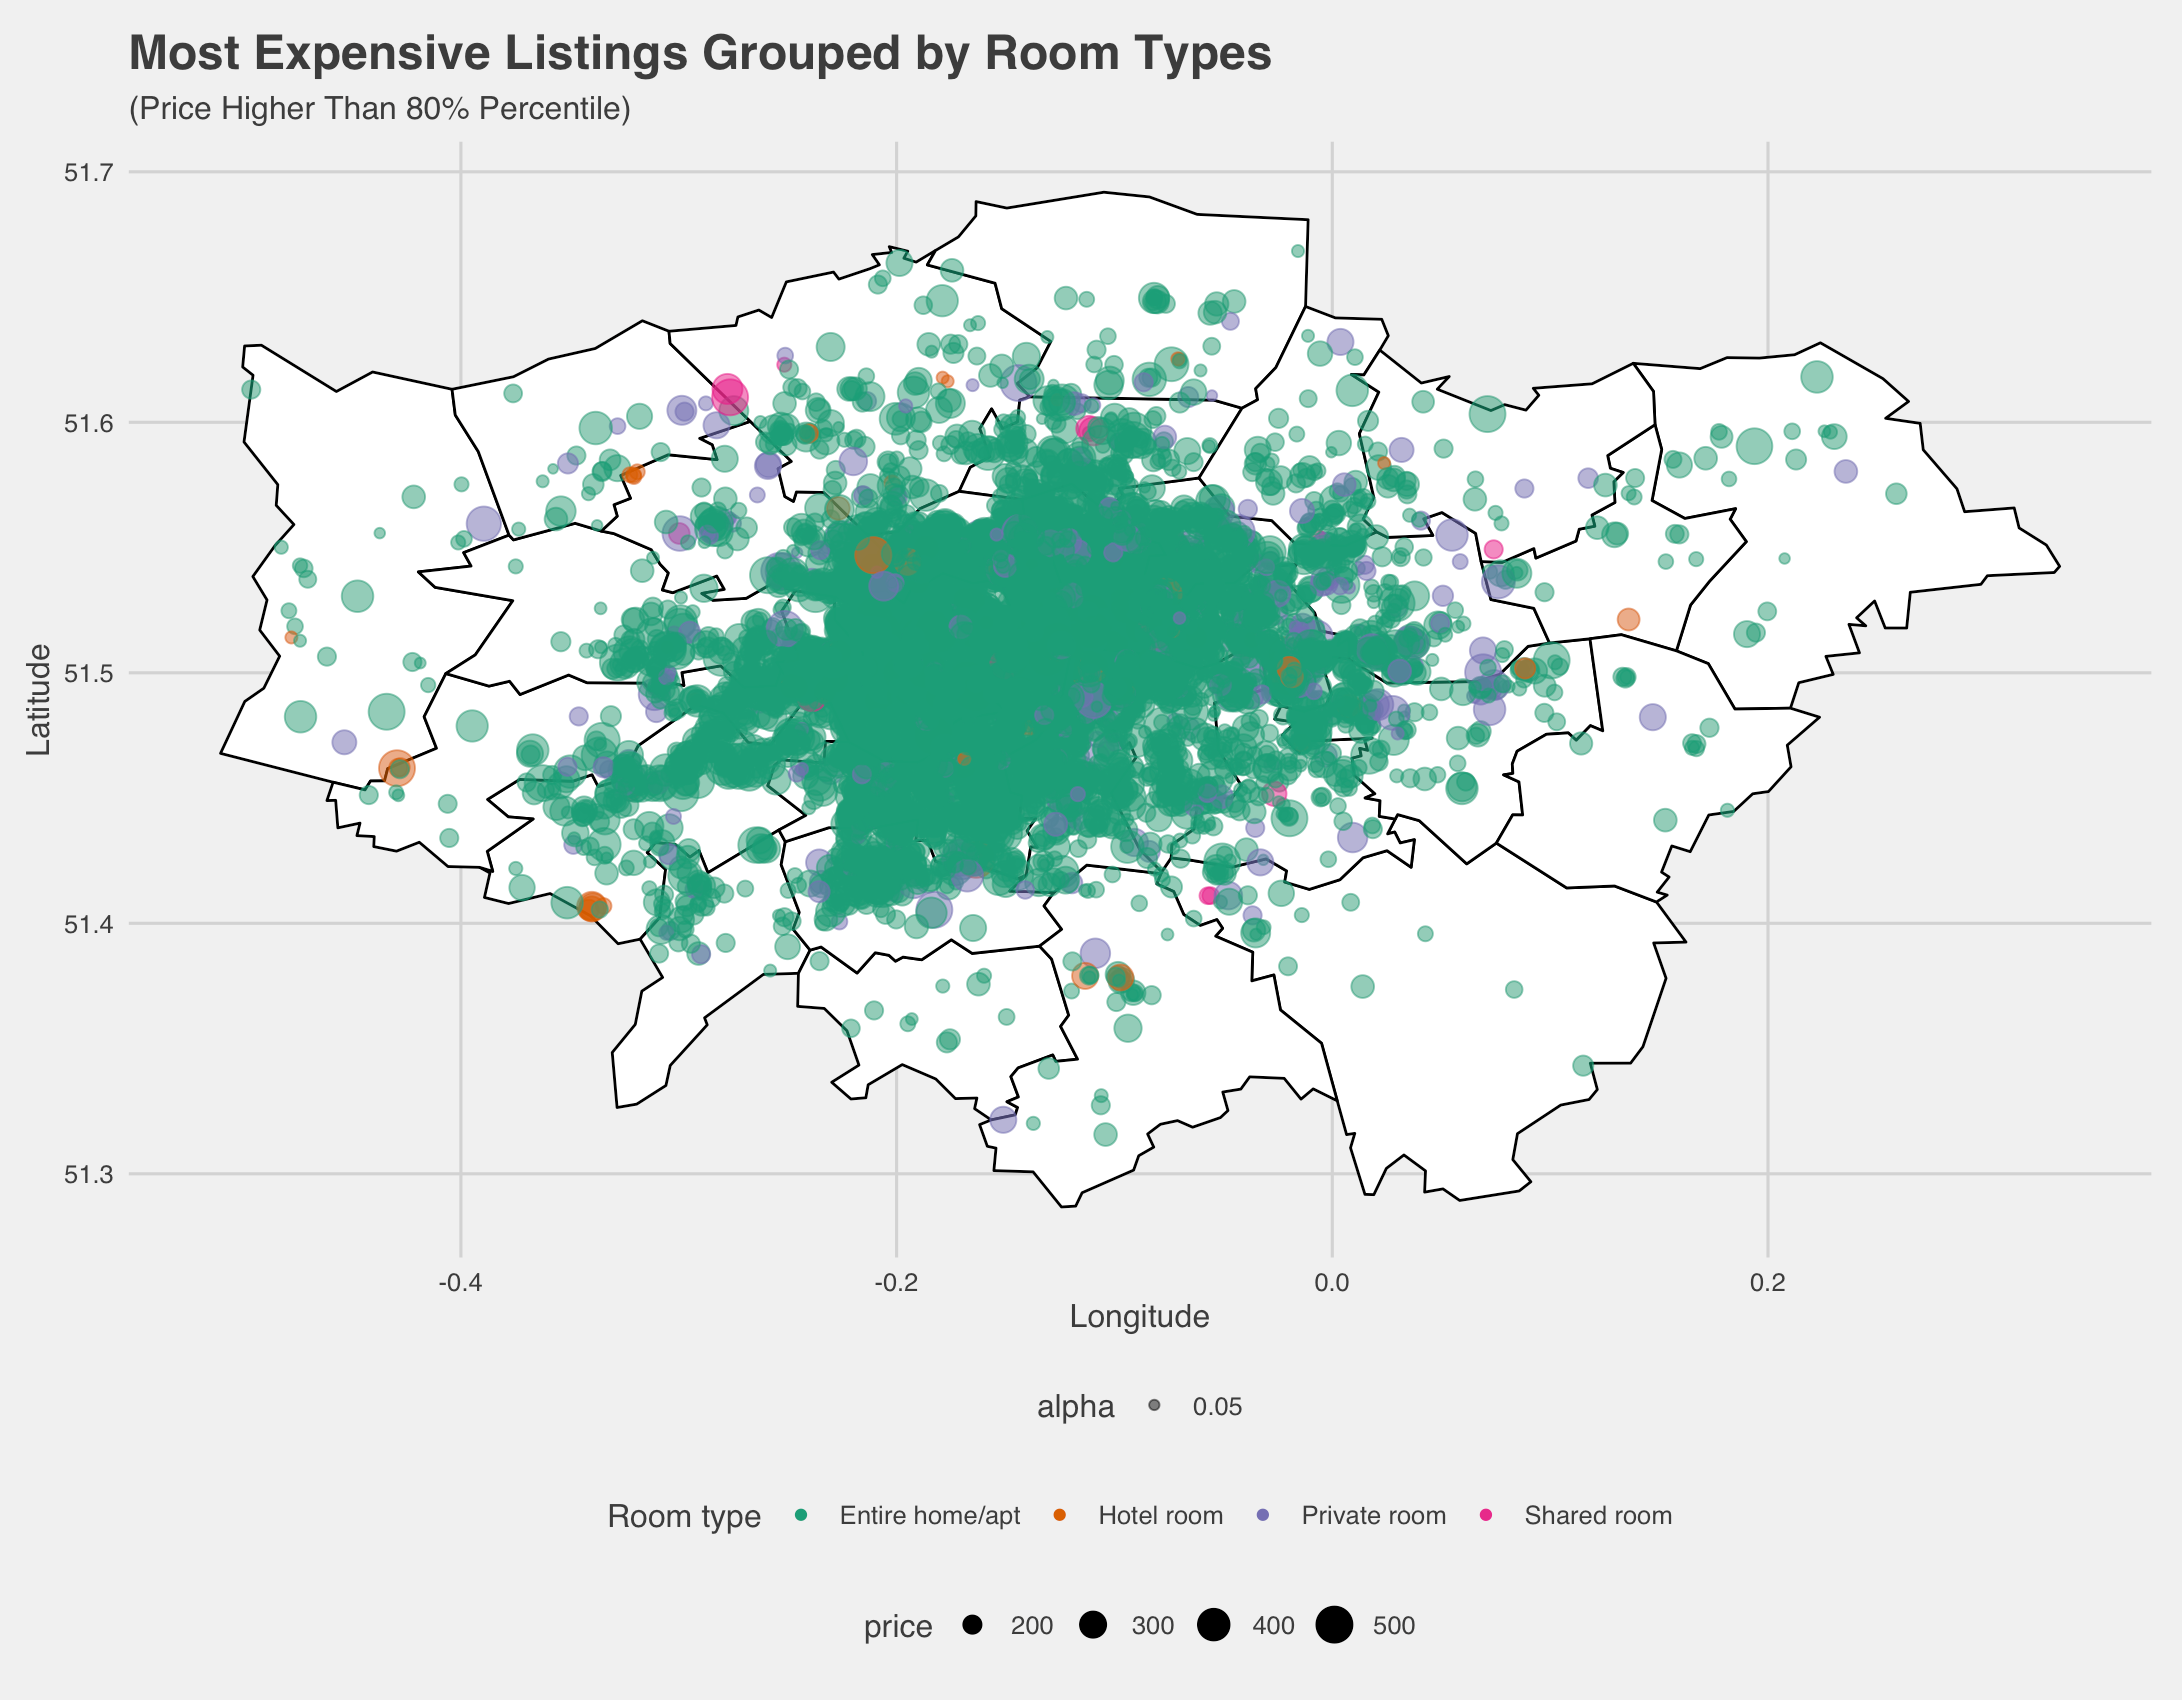 Most Expensive Listings Grouped by Room Types
(Price Higher Than 80% Percentile)
51.7
51.6
51.5
51.4
51.3
Latitude
-0.4 -0.2 0.0 0.2
Longitude
alpha 0.05
Room type Entire home/apt Hotel room Private room Shared room
price 200 300 400 500